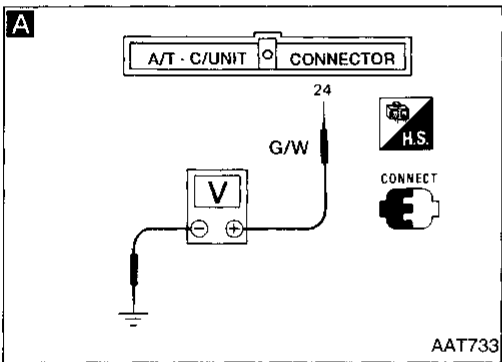 A
A/T · C/UNIT CONNECTOR
24
G/W
H.S.
CONNECT
V
− +
AAT733